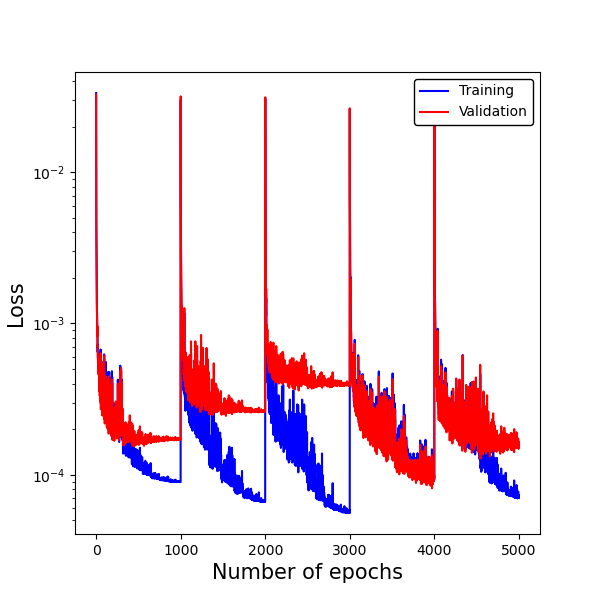 Training
Validation
10⁻²
10⁻³
10⁻⁴
Loss
0 1000 2000 3000 4000 5000
Number of epochs